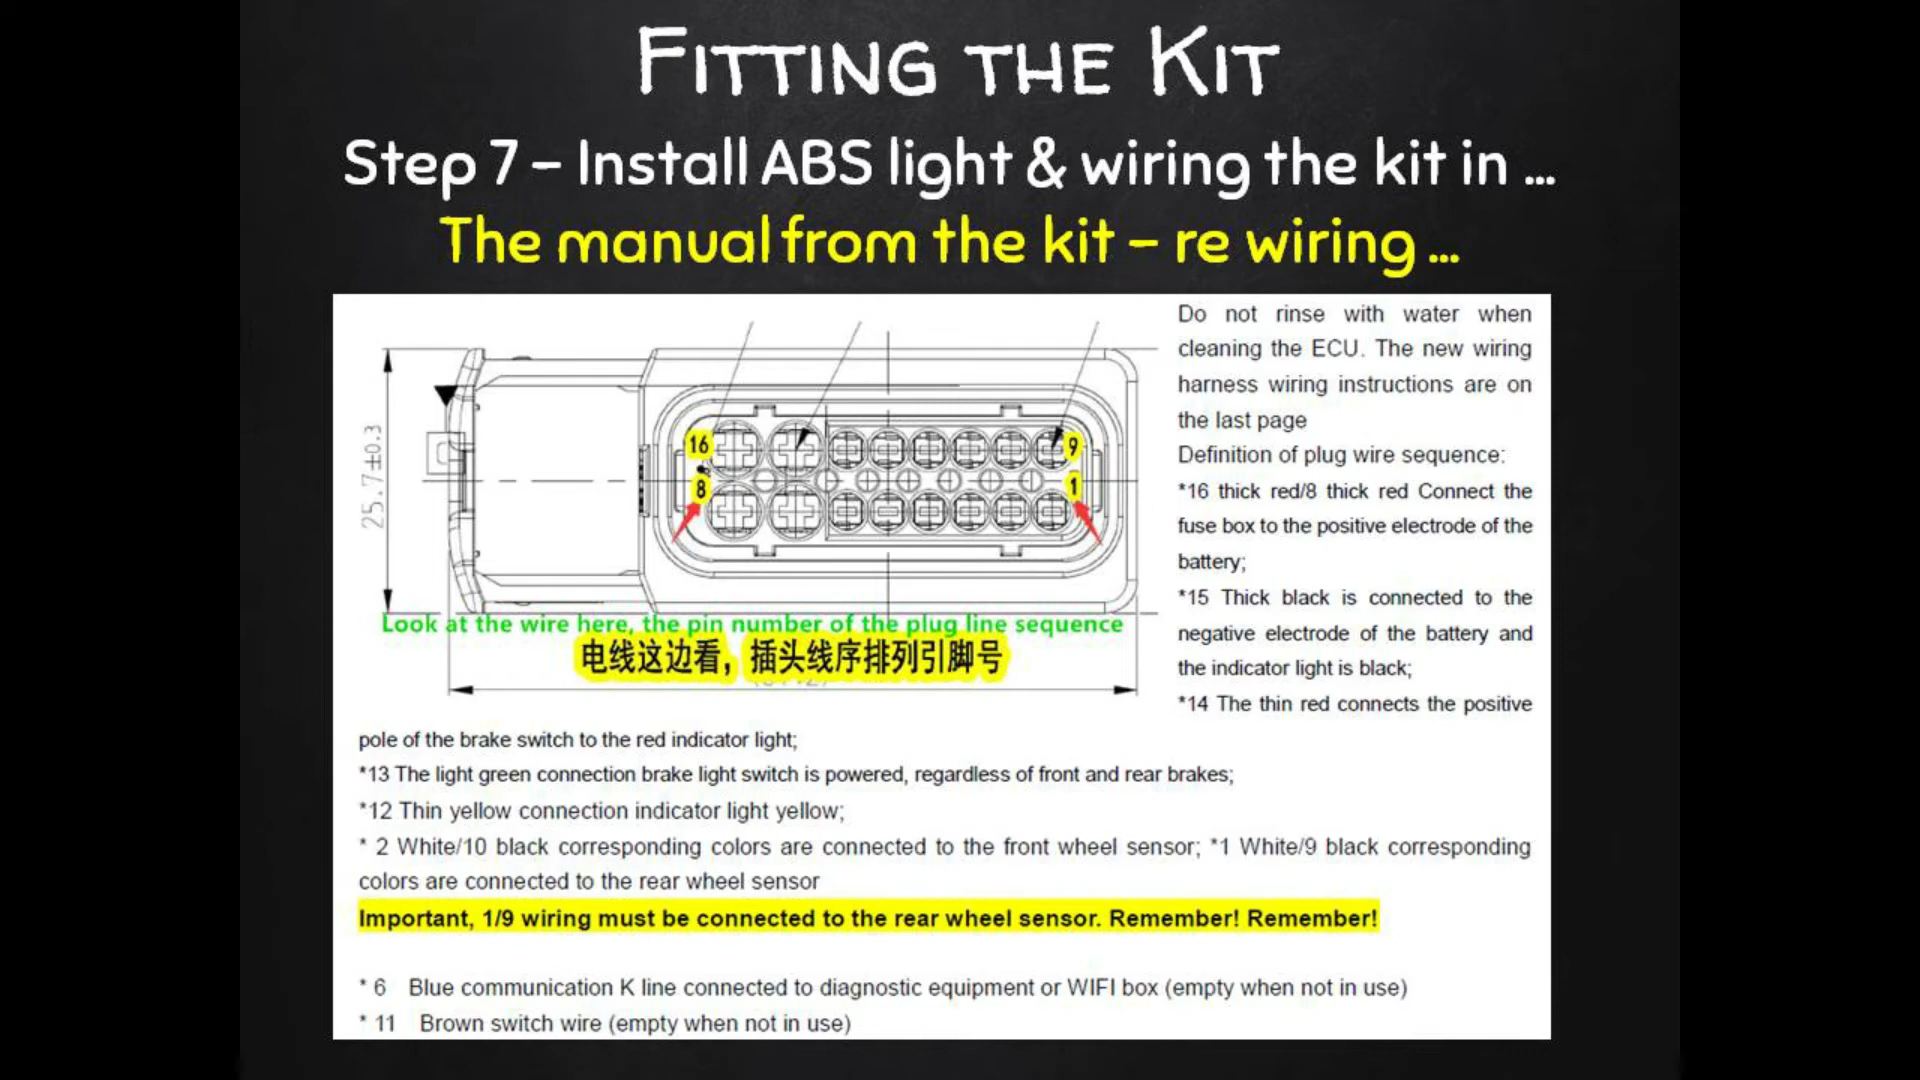 Fitting the Kit
Step 7 – Install ABS light & wiring the kit in ...
The manual from the kit – re wiring ...
Do not rinse with water when
cleaning the ECU. The new wiring
harness wiring instructions are on
the last page
Definition of plug wire sequence:
*16 thick red/8 thick red Connect the
fuse box to the positive electrode of the
battery;
*15 Thick black is connected to the
negative electrode of the battery and
the indicator light is black;
*14 The thin red connects the positive
16
9
8
1
25.7±0.3
Look at the wire here, the pin number of the plug line sequence
电线这边看，插头线序排列引脚号
pole of the brake switch to the red indicator light;
*13 The light green connection brake light switch is powered, regardless of front and rear brakes;
*12 Thin yellow connection indicator light yellow;
* 2 White/10 black corresponding colors are connected to the front wheel sensor; *1 White/9 black corresponding
colors are connected to the rear wheel sensor
Important, 1/9 wiring must be connected to the rear wheel sensor. Remember! Remember!
* 6 Blue communication K line connected to diagnostic equipment or WIFI box (empty when not in use)
* 11 Brown switch wire (empty when not in use)